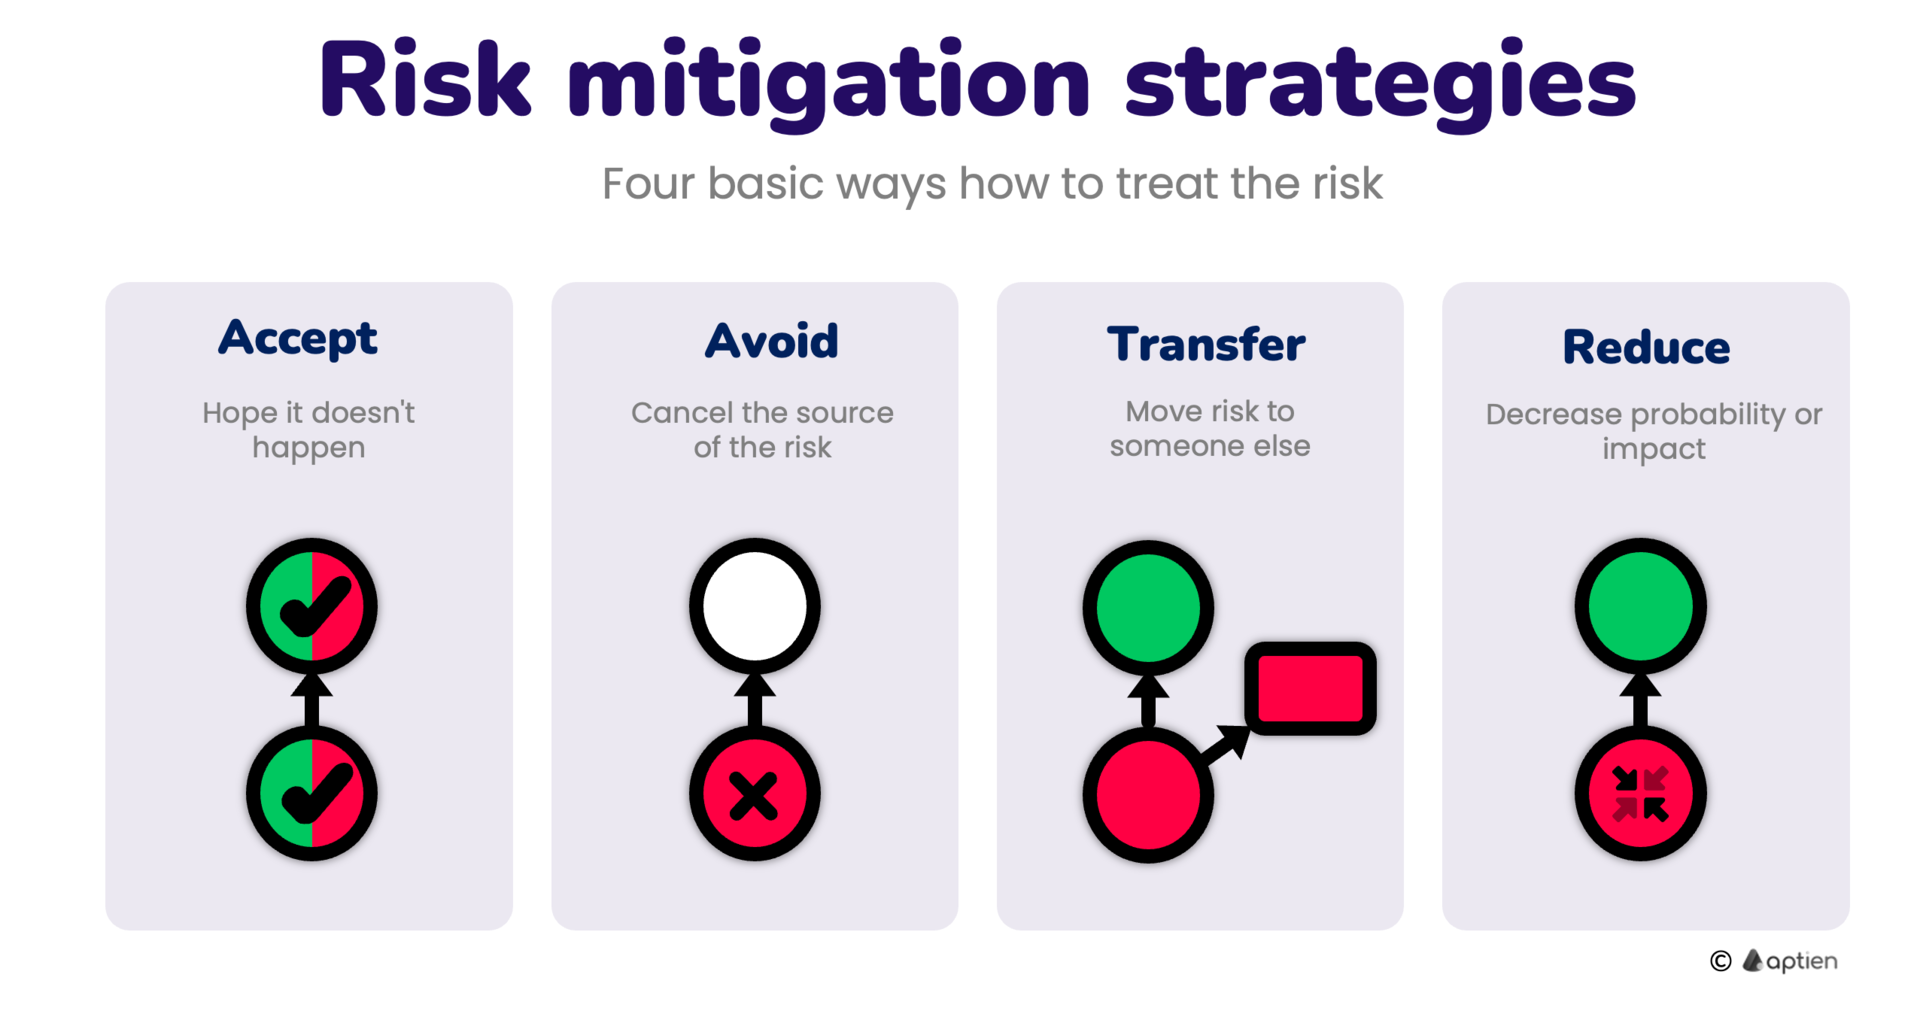 Risk mitigation strategies
Four basic ways how to treat the risk
Accept
Hope it doesn't
happen
Avoid
Cancel the source
of the risk
Transfer
Move risk to
someone else
Reduce
Decrease probability or
impact
© aptien